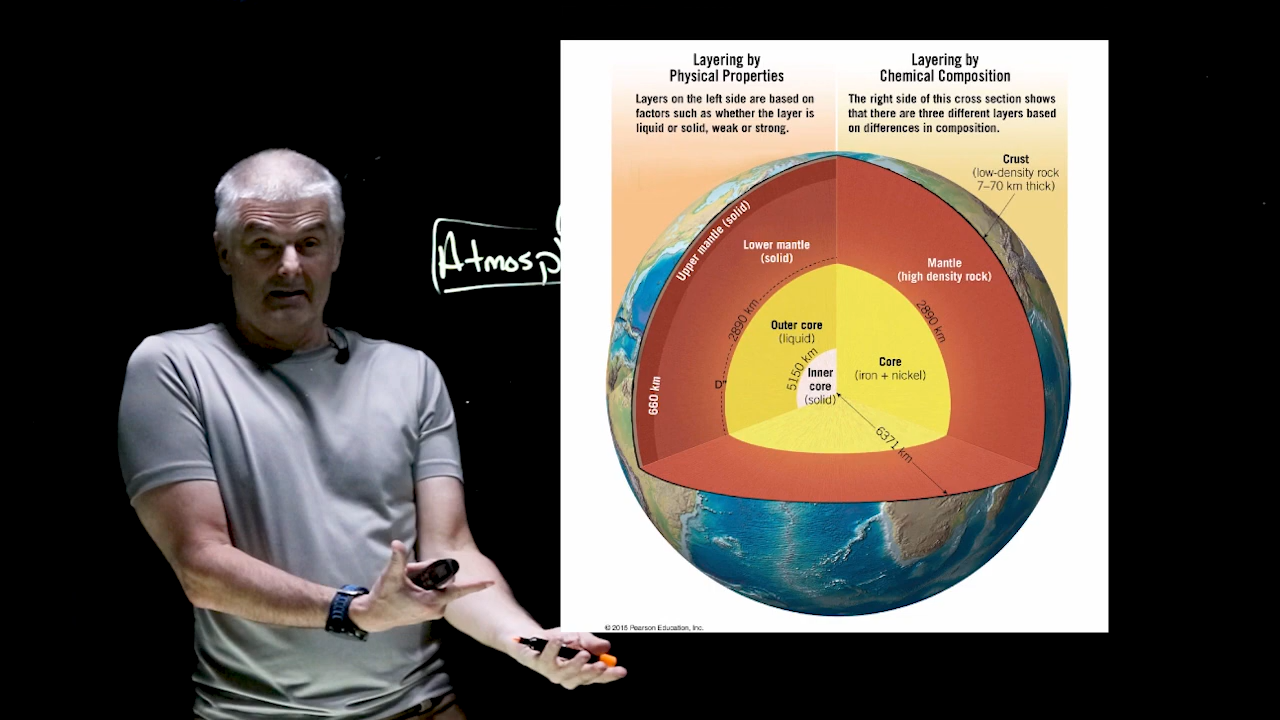 Layering by
Physical Properties
Layers on the left side are based on
factors such as whether the layer is
liquid or solid, weak or strong.
Layering by
Chemical Composition
The right side of this cross section shows
that there are three different layers based
on differences in composition.
Crust
(low-density rock
7–70 km thick)
Upper mantle (solid)
Lower mantle
(solid)
Mantle
(high density rock)
Atmosp
2890 km
2890 km
Outer core
(liquid)
5150 km
Inner
core
(solid)
Core
(iron + nickel)
D"
660 km
6371 km
© 2015 Pearson Education, Inc.